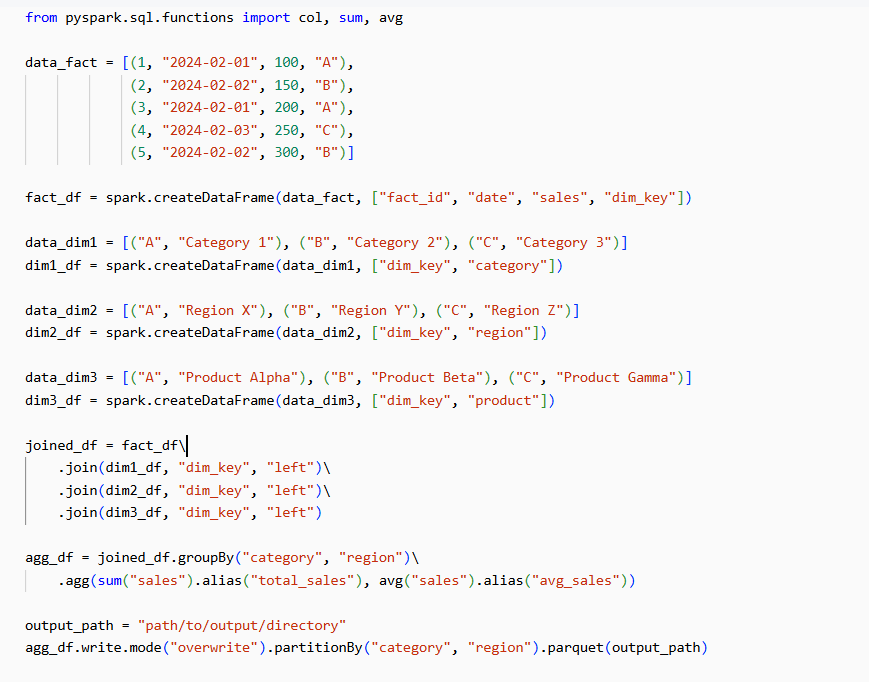 from pyspark.sql.functions import col, sum, avg
data_fact = [(1, "2024-02-01", 100, "A"),
(2, "2024-02-02", 150, "B"),
(3, "2024-02-01", 200, "A"),
(4, "2024-02-03", 250, "C"),
(5, "2024-02-02", 300, "B")]
fact_df = spark.createDataFrame(data_fact, ["fact_id", "date", "sales", "dim_key"])
data_dim1 = [("A", "Category 1"), ("B", "Category 2"), ("C", "Category 3")]
dim1_df = spark.createDataFrame(data_dim1, ["dim_key", "category"])
data_dim2 = [("A", "Region X"), ("B", "Region Y"), ("C", "Region Z")]
dim2_df = spark.createDataFrame(data_dim2, ["dim_key", "region"])
data_dim3 = [("A", "Product Alpha"), ("B", "Product Beta"), ("C", "Product Gamma")]
dim3_df = spark.createDataFrame(data_dim3, ["dim_key", "product"])
joined_df = fact_df\
.join(dim1_df, "dim_key", "left")\
.join(dim2_df, "dim_key", "left")\
.join(dim3_df, "dim_key", "left")
agg_df = joined_df.groupBy("category", "region")\
.agg(sum("sales").alias("total_sales"), avg("sales").alias("avg_sales"))
output_path = "path/to/output/directory"
agg_df.write.mode("overwrite").partitionBy("category", "region").parquet(output_path)